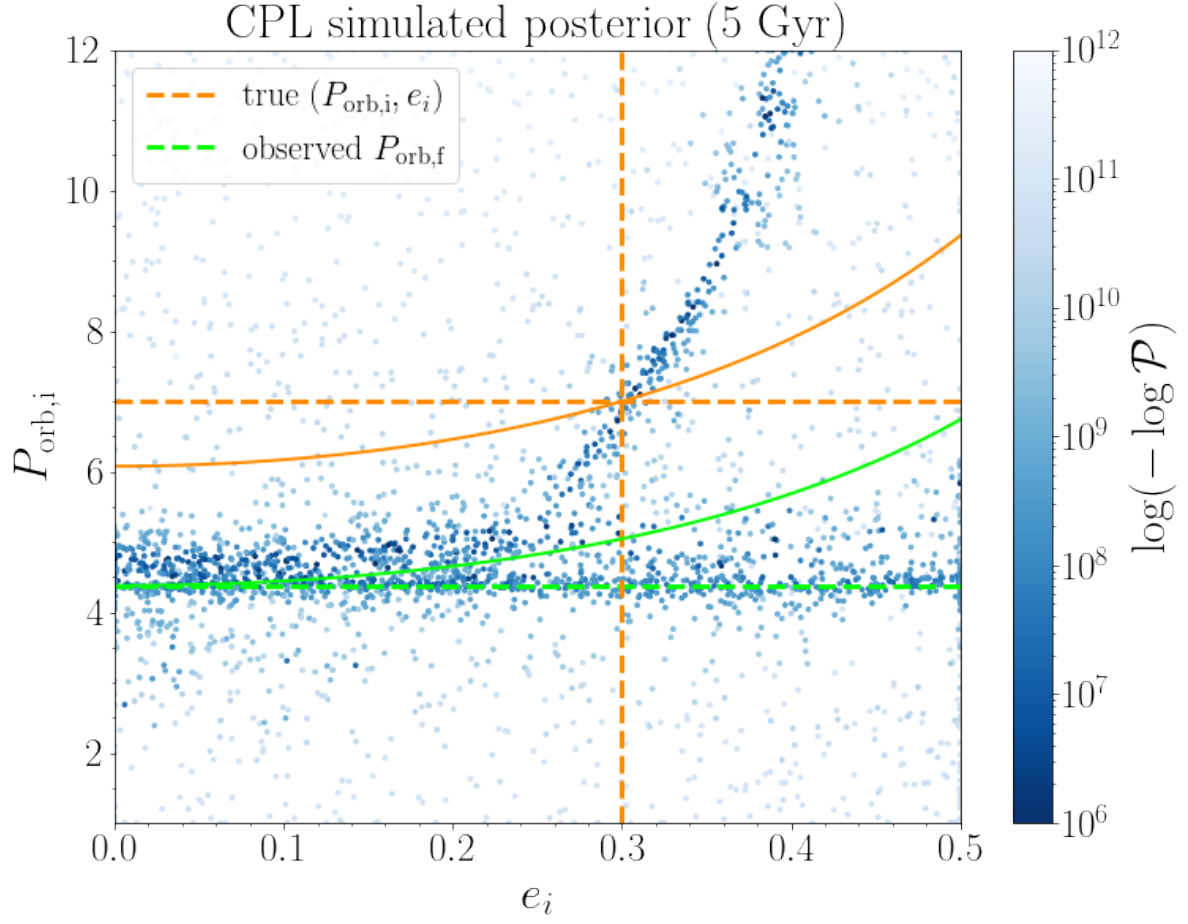 CPL simulated posterior (5 Gyr)
true (P_orb,i, e_i)
observed P_orb,f
12
10
8
6
4
2
P_orb,i
0.0 0.1 0.2 0.3 0.4 0.5
e_i
10^12
10^11
10^10
10^9
10^8
10^7
10^6
log(− log 𝒫)